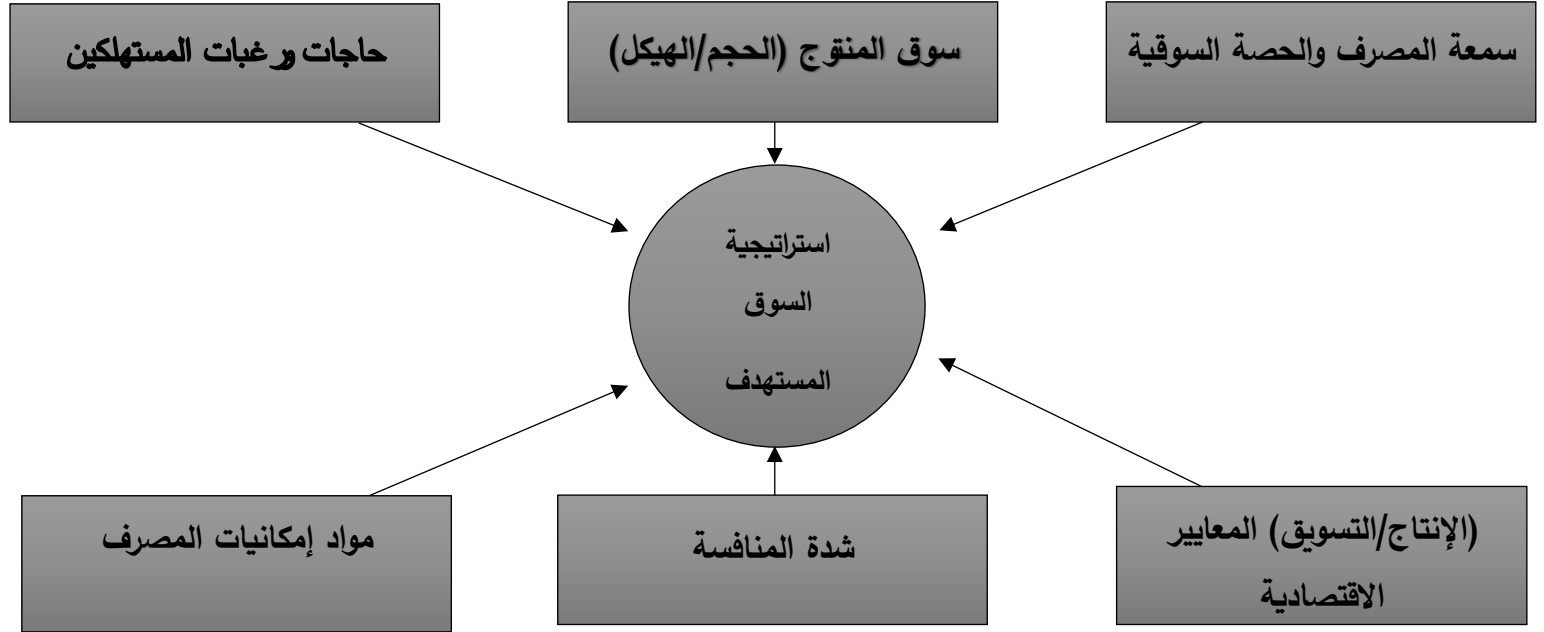 سمعة المصرف والحصة السوقية
سوق المنتوج (الحجم/الهيكل)
حاجات ورغبات المستهلكين
استراتيجية
السوق
المستهدف
(الإنتاج/التسويق) المعايير
الاقتصادية
شدة المنافسة
مواد إمكانيات المصرف